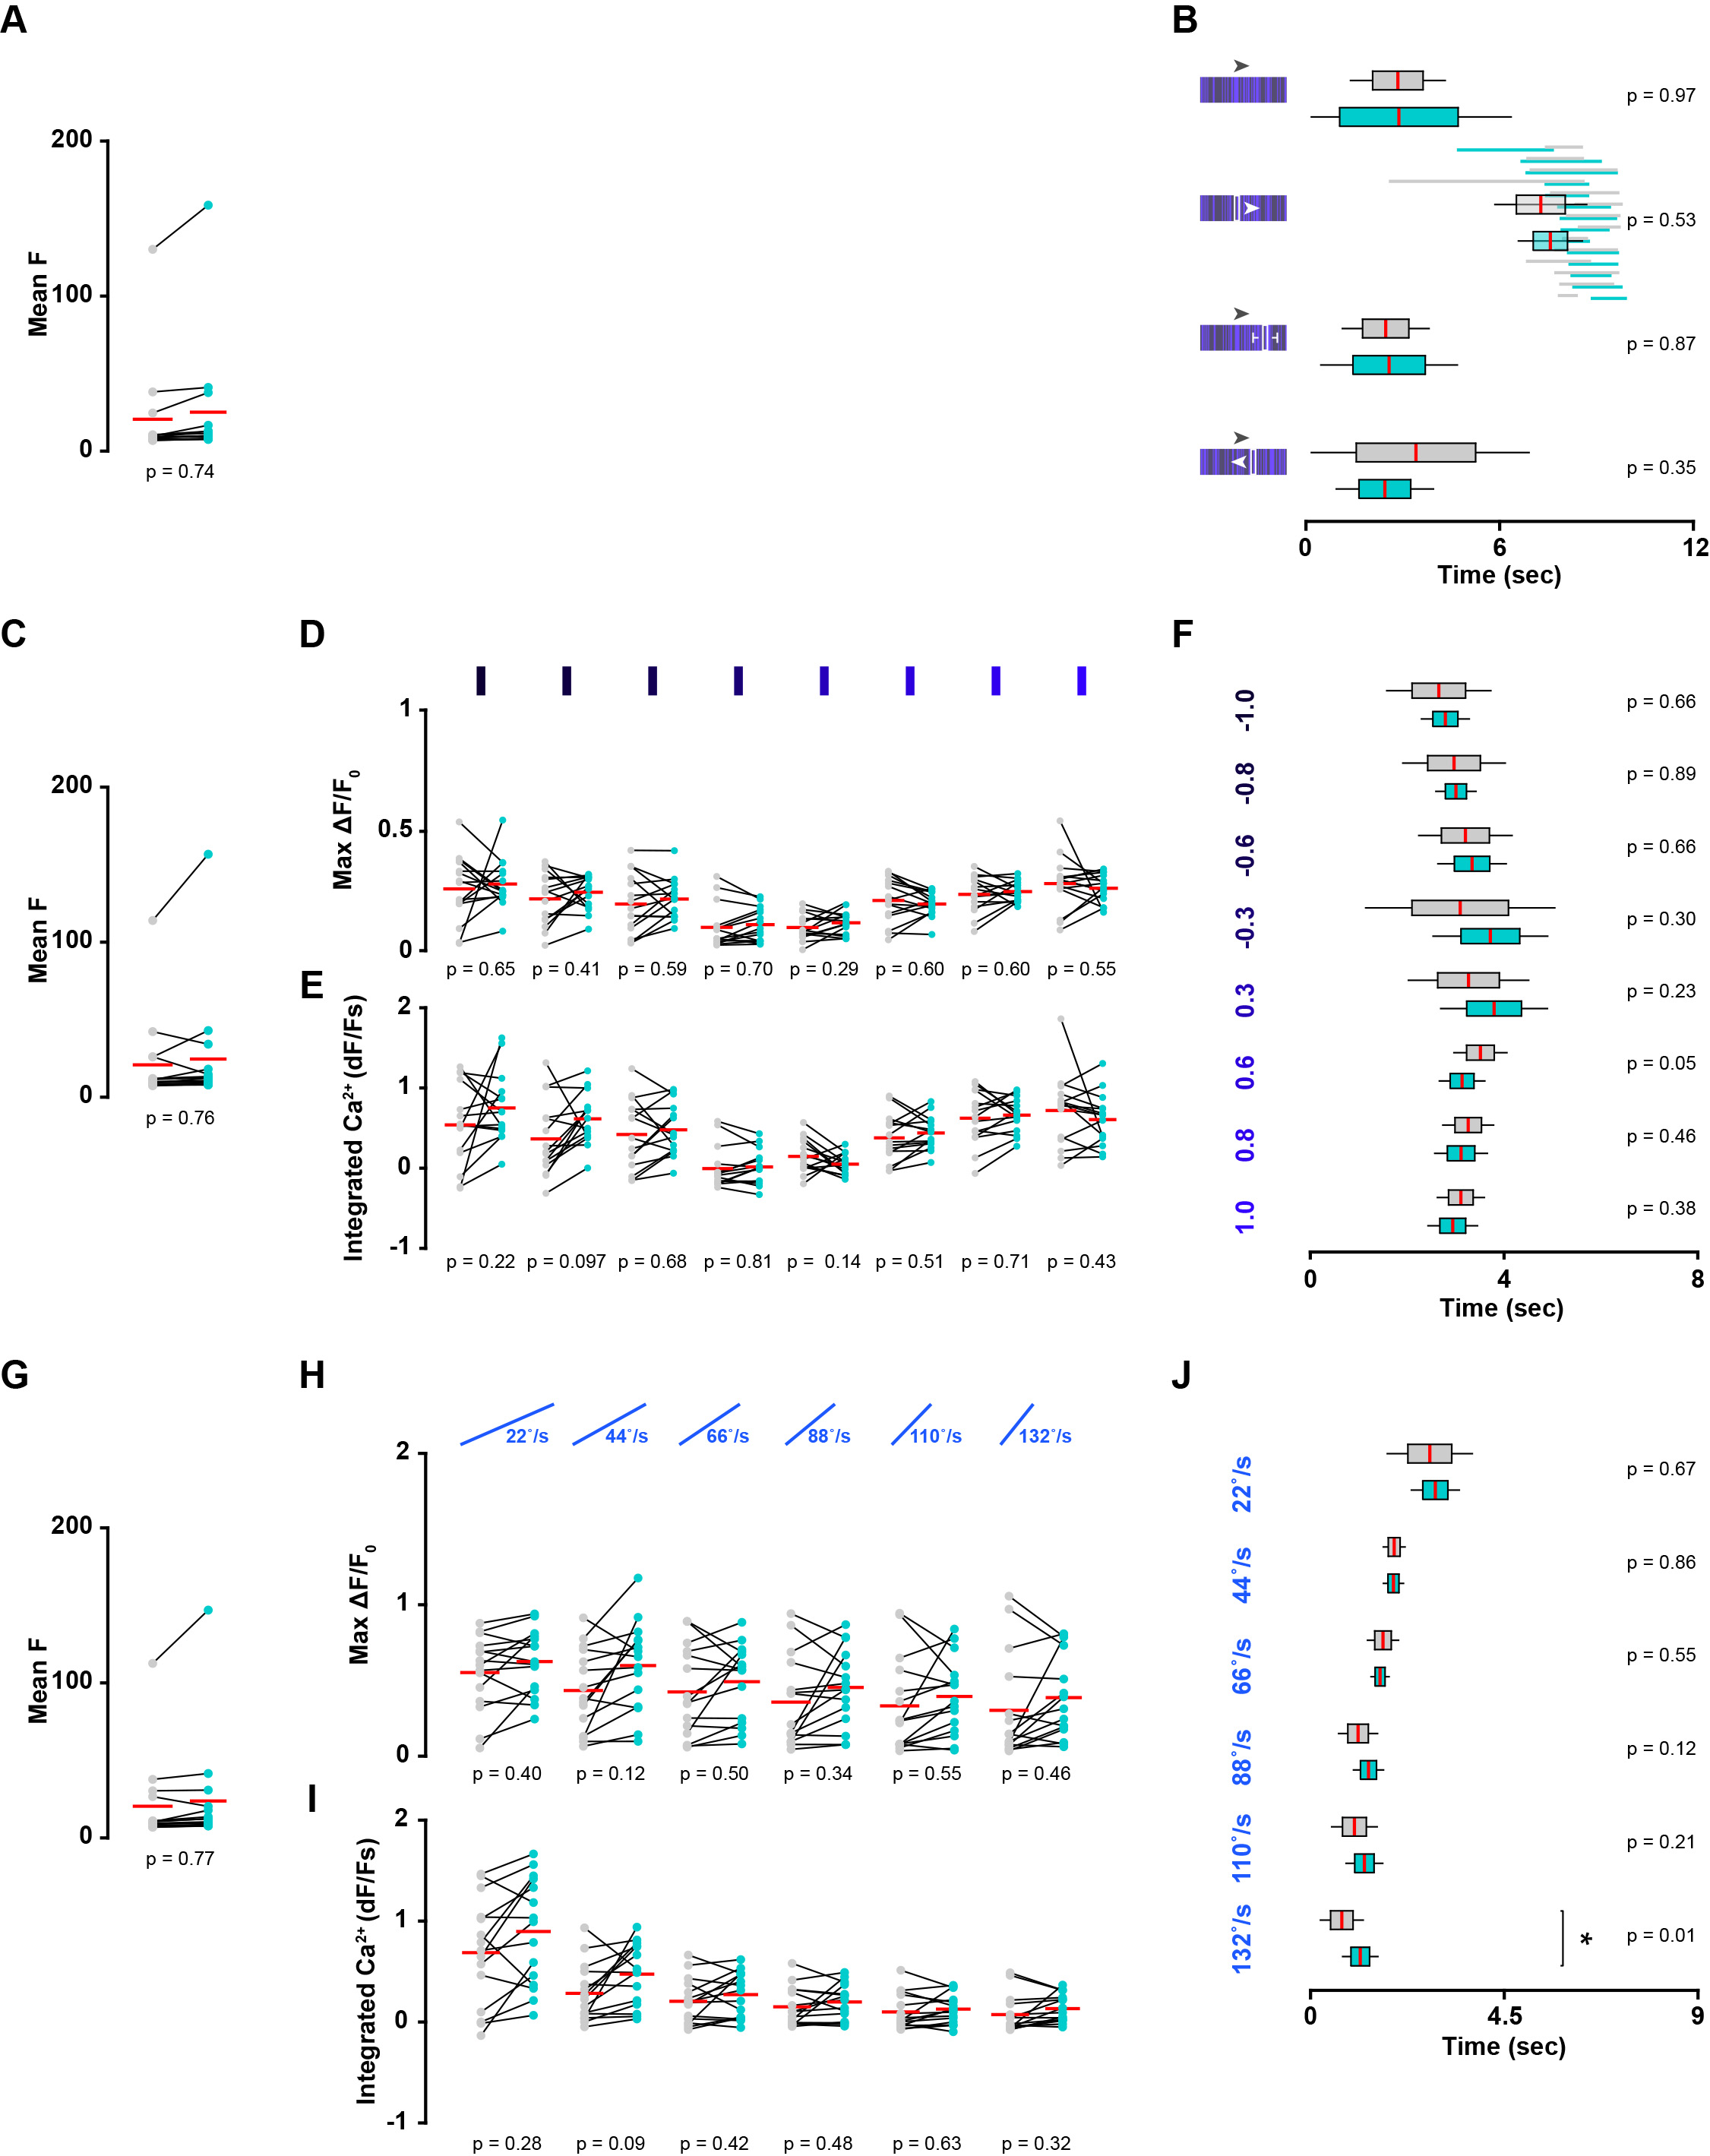 A
200
100
0
Mean F
p = 0.74
B
p = 0.97
p = 0.53
p = 0.87
p = 0.35
0 6 12
Time (sec)
C
200
100
0
Mean F
p = 0.76
D
1
0.5
0
Max ΔF/F0
p = 0.65 p = 0.41 p = 0.59 p = 0.70 p = 0.29 p = 0.60 p = 0.60 p = 0.55
E
2
1
0
-1
Integrated Ca²⁺ (dF/Fs)
p = 0.22 p = 0.097 p = 0.68 p = 0.81 p = 0.14 p = 0.51 p = 0.71 p = 0.43
F
-1.0 p = 0.66
-0.8 p = 0.89
-0.6 p = 0.66
-0.3 p = 0.30
0.3 p = 0.23
0.6 p = 0.05
0.8 p = 0.46
1.0 p = 0.38
0 4 8
Time (sec)
G
200
100
0
Mean F
p = 0.77
H
22°/s 44°/s 66°/s 88°/s 110°/s 132°/s
2
1
0
Max ΔF/F0
p = 0.40 p = 0.12 p = 0.50 p = 0.34 p = 0.55 p = 0.46
I
2
1
0
-1
Integrated Ca²⁺ (dF/Fs)
p = 0.28 p = 0.09 p = 0.42 p = 0.48 p = 0.63 p = 0.32
J
22°/s p = 0.67
44°/s p = 0.86
66°/s p = 0.55
88°/s p = 0.12
110°/s p = 0.21
132°/s * p = 0.01
0 4.5 9
Time (sec)